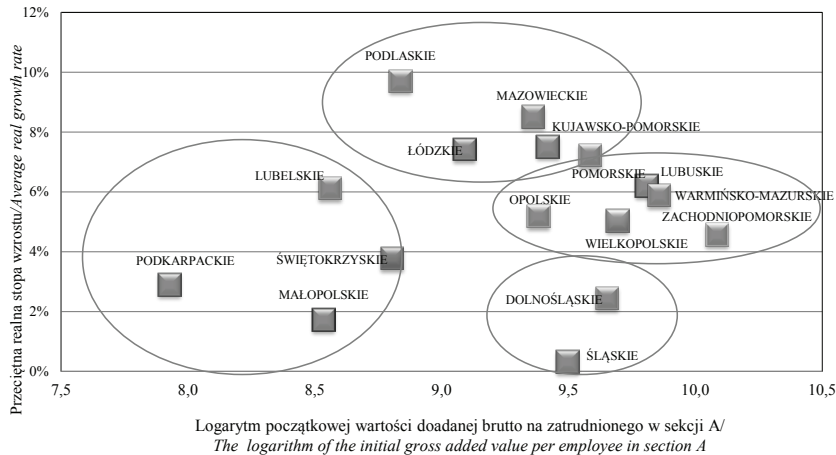 Przeciętna realna stopa wzrostu/Average real growth rate
12%
10%
8%
6%
4%
2%
0%
PODLASKIE
MAZOWIECKIE
KUJAWSKO-POMORSKIE
ŁÓDZKIE
POMORSKIE
LUBUSKIE
LUBELSKIE
OPOLSKIE
WARMIŃSKO-MAZURSKIE
ZACHODNIOPOMORSKIE
WIELKOPOLSKIE
ŚWIĘTOKRZYSKIE
PODKARPACKIE
MAŁOPOLSKIE
DOLNOŚLĄSKIE
ŚLĄSKIE
7,5 8,0 8,5 9,0 9,5 10,0 10,5
Logarytm początkowej wartości doadanej brutto na zatrudnionego w sekcji A/
The logarithm of the initial gross added value per employee in section A